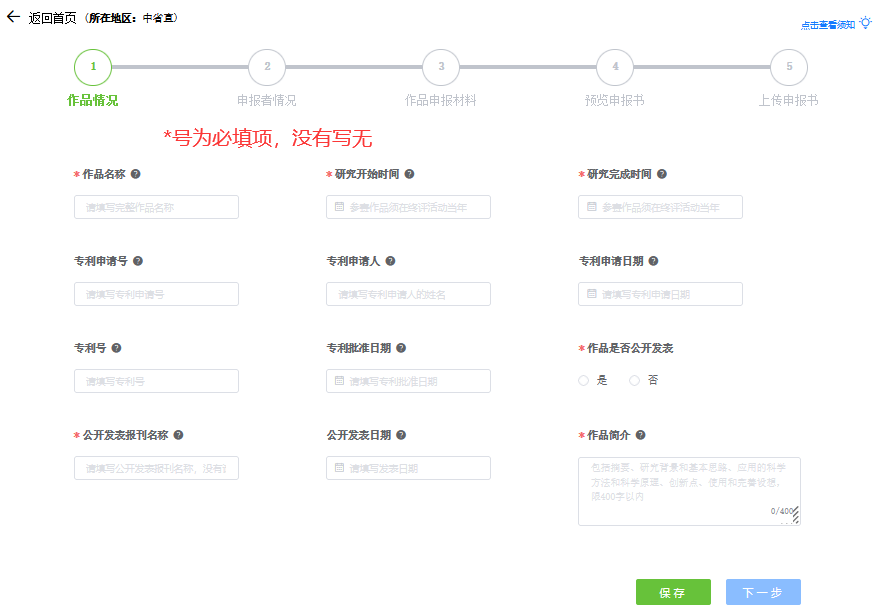 返回首页 (所在地区：中省直)
点击查看须知
1 2 3 4 5
作品情况 申报者情况 作品申报材料 预览申报书 上传申报书
*号为必填项，没有写无
* 作品名称 * 研究开始时间 * 研究完成时间
请填写完整作品名称 参赛作品须在终评活动当年 参赛作品须在终评活动当年
专利申请号 专利申请人 专利申请日期
请填写专利申请号 请填写专利申请人的姓名 请填写专利申请日期
专利号 专利批准日期 * 作品是否公开发表
请填写专利号 请填写专利批准日期 是 否
* 公开发表报刊名称 公开发表日期 * 作品简介
请填写公开发表报刊名称，没有 请填写发表日期 包括摘要、研究背景和基本思路、应用的科学
方法和科学原理、创新点、使用和完善设想，
限400字以内
0/400
保存 下一步